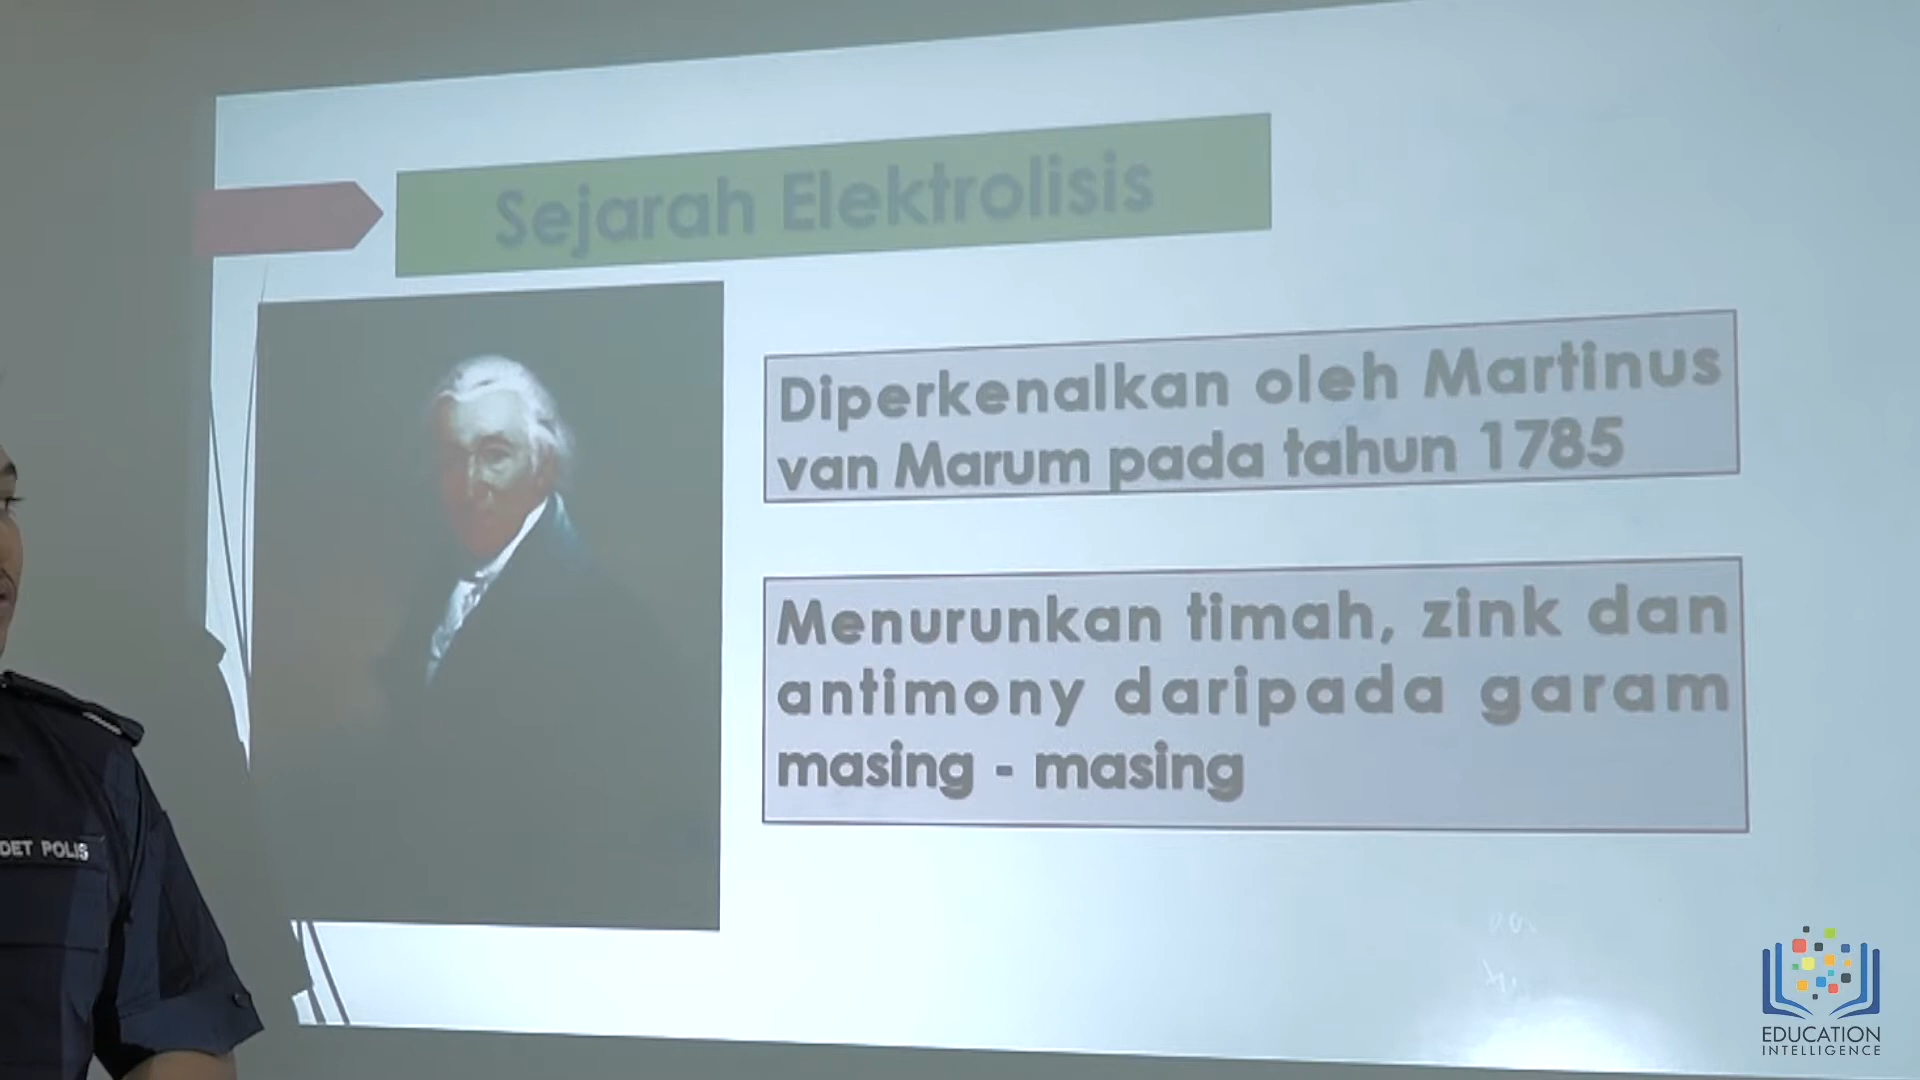 Sejarah Elektrolisis
Diperkenalkan oleh Martinus
van Marum pada tahun 1785
Menurunkan timah, zink dan
antimony daripada garam
masing - masing
DET POLIS
EDUCATION
INTELLIGENCE